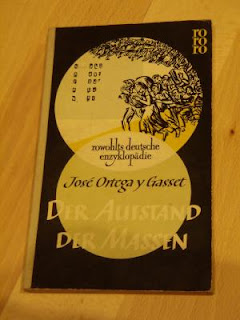 ro
ro
ro
rowohlts deutsche
enzyklopädie
José Ortega y Gasset
DER AUFSTAND
DER MASSEN